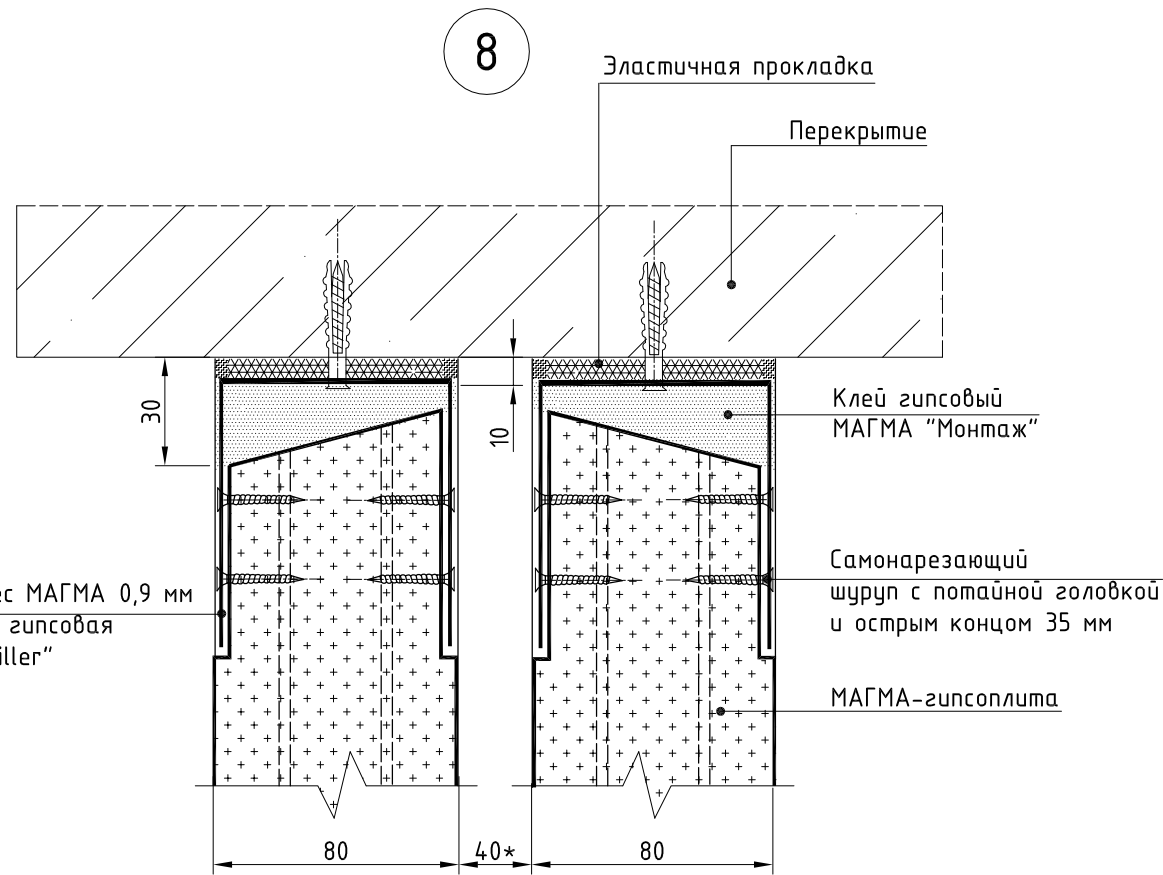 8
Эластичная прокладка
Перекрытие
30
10
Клей гипсовый
МАГМА "Монтаж"
МАГМА 0,9 мм
гипсовая
Самонарезающий
шуруп с потайной головкой
и острым концом 35 мм
МАГМА-гипсоплита
80
40*
80